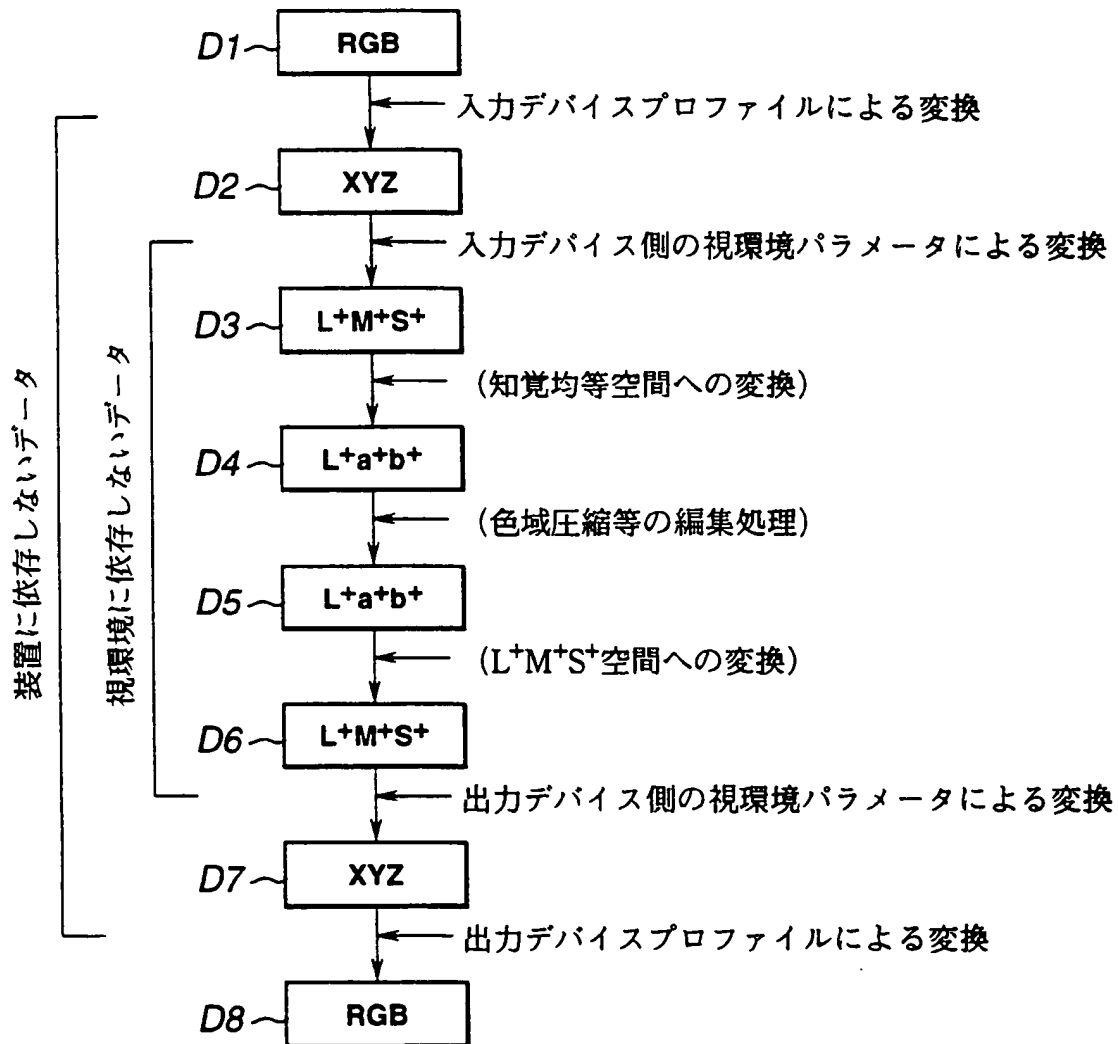 D1 RGB
入力デバイスプロファイルによる変換
D2 XYZ
入力デバイス側の視環境パラメータによる変換
D3 L⁺M⁺S⁺
(知覚均等空間への変換)
D4 L⁺a⁺b⁺
(色域圧縮等の編集処理)
D5 L⁺a⁺b⁺
(L⁺M⁺S⁺空間への変換)
D6 L⁺M⁺S⁺
出力デバイス側の視環境パラメータによる変換
D7 XYZ
出力デバイスプロファイルによる変換
D8 RGB
装置に依存しないデータ
視環境に依存しないデータ